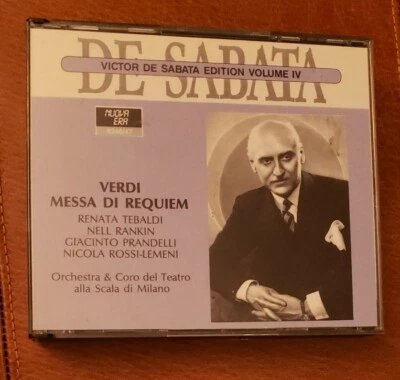 DE SABATA
VICTOR DE SABATA EDITION VOLUME IV
NUOVA
ERA
VERDI
MESSA DI REQUIEM
RENATA TEBALDI
NELL RANKIN
GIACINTO PRANDELLI
NICOLA ROSSI-LEMENI
Orchestra & Coro del Teatro
alla Scala di Milano